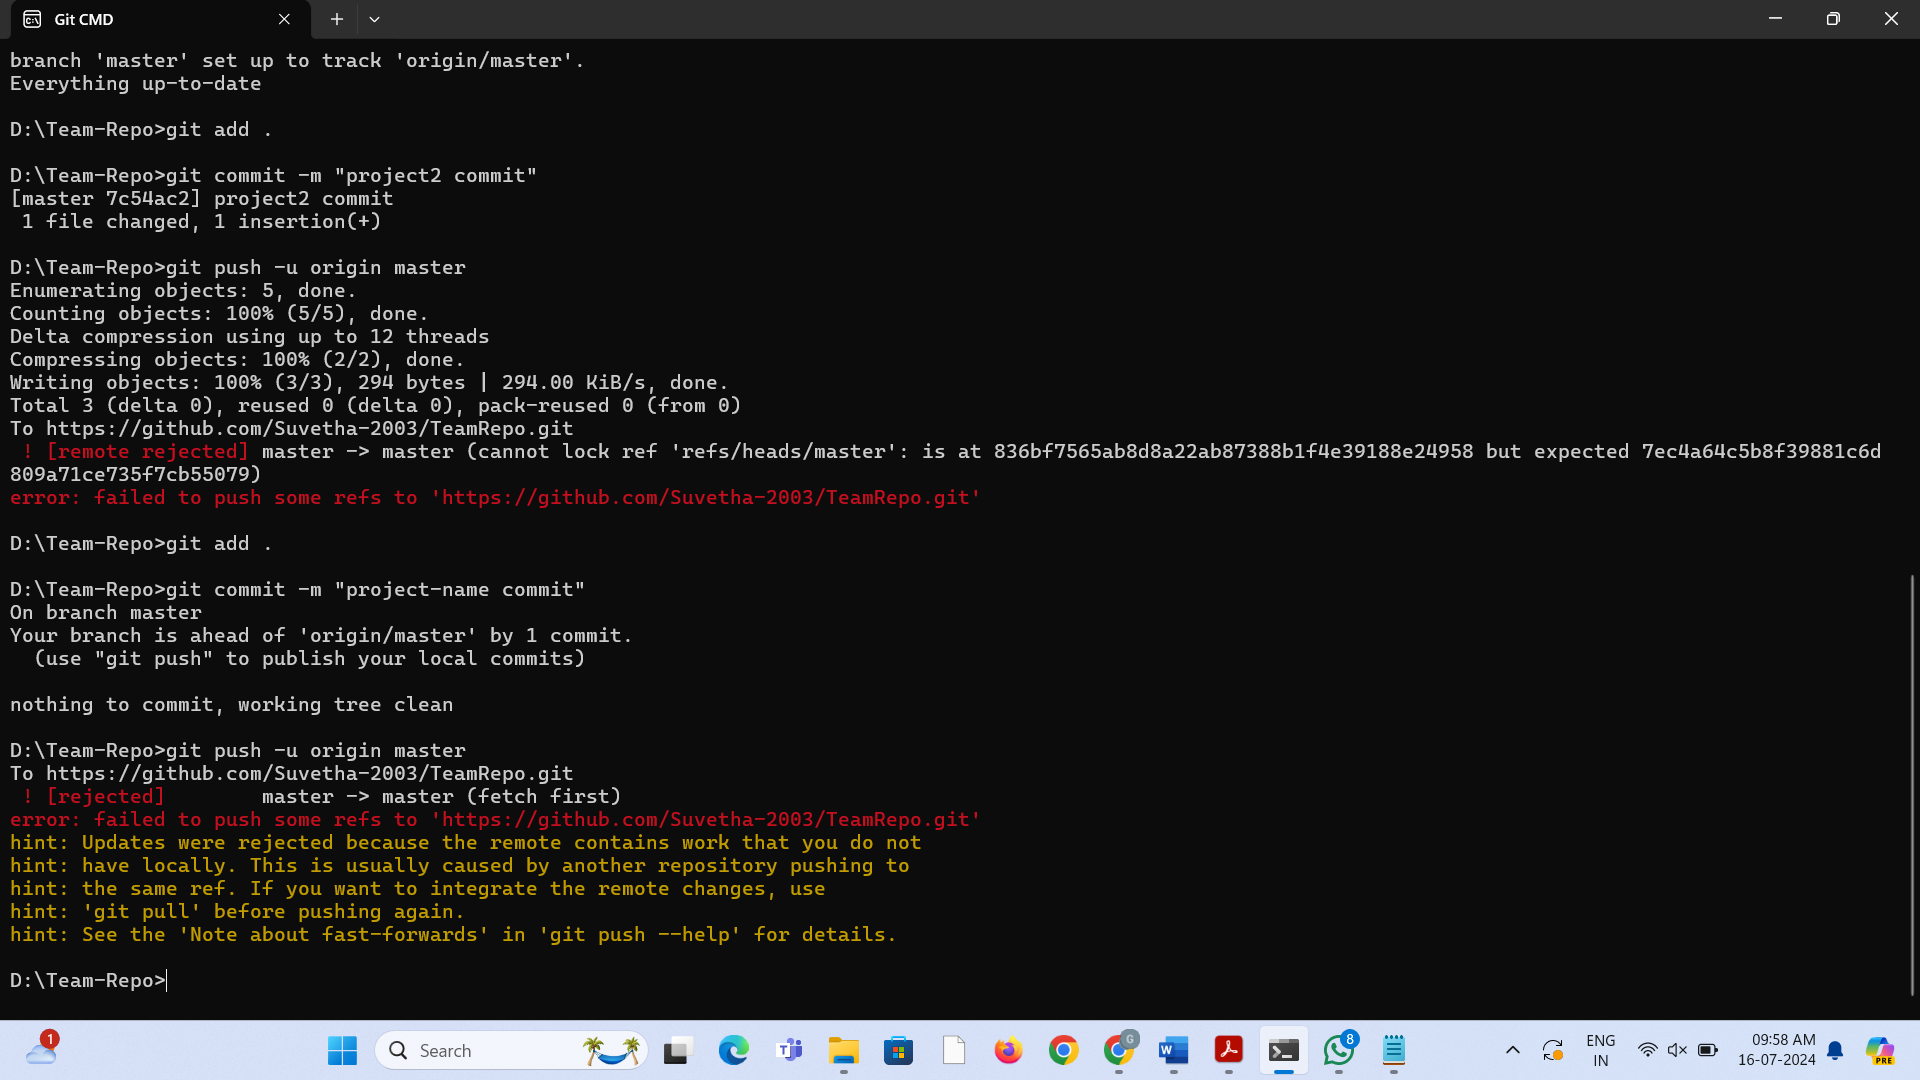 Git CMD
branch 'master' set up to track 'origin/master'.
Everything up-to-date
D:\Team-Repo>git add .
D:\Team-Repo>git commit -m "project2 commit"
[master 7c54ac2] project2 commit
 1 file changed, 1 insertion(+)
D:\Team-Repo>git push -u origin master
Enumerating objects: 5, done.
Counting objects: 100% (5/5), done.
Delta compression using up to 12 threads
Compressing objects: 100% (2/2), done.
Writing objects: 100% (3/3), 294 bytes | 294.00 KiB/s, done.
Total 3 (delta 0), reused 0 (delta 0), pack-reused 0 (from 0)
To https://github.com/Suvetha-2003/TeamRepo.git
 ! [remote rejected] master -> master (cannot lock ref 'refs/heads/master': is at 836bf7565ab8d8a22ab87388b1f4e39188e24958 but expected 7ec4a64c5b8f39881c6d
809a71ce735f7cb55079)
error: failed to push some refs to 'https://github.com/Suvetha-2003/TeamRepo.git'
D:\Team-Repo>git add .
D:\Team-Repo>git commit -m "project-name commit"
On branch master
Your branch is ahead of 'origin/master' by 1 commit.
  (use "git push" to publish your local commits)
nothing to commit, working tree clean
D:\Team-Repo>git push -u origin master
To https://github.com/Suvetha-2003/TeamRepo.git
 ! [rejected]        master -> master (fetch first)
error: failed to push some refs to 'https://github.com/Suvetha-2003/TeamRepo.git'
hint: Updates were rejected because the remote contains work that you do not
hint: have locally. This is usually caused by another repository pushing to
hint: the same ref. If you want to integrate the remote changes, use
hint: 'git pull' before pushing again.
hint: See the 'Note about fast-forwards' in 'git push --help' for details.
D:\Team-Repo>
1
Search
G
8
ENG
IN
09:58 AM
16-07-2024
PRE